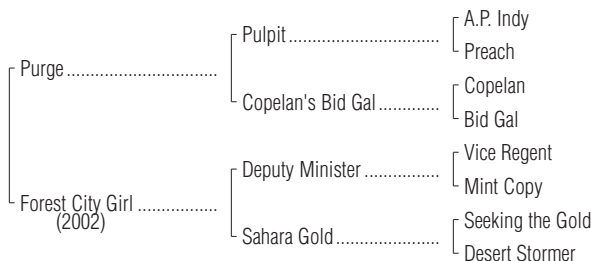 A.P. Indy
Pulpit................................
Preach
Purge................................
Copelan
Copelan's Bid Gal.............
Bid Gal
Vice Regent
Deputy Minister ................
Mint Copy
Forest City Girl .................
(2002)
Seeking the Gold
Sahara Gold......................
Desert Stormer